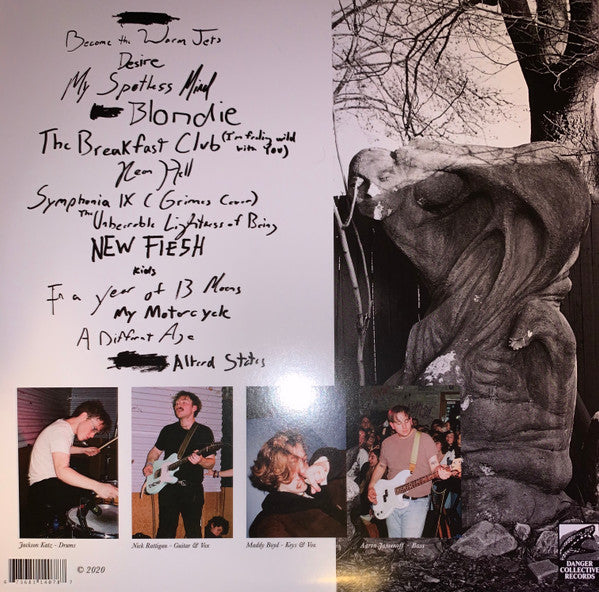 Become the Worm Jets
Desire
My Spotless Mind
Blondie
The Breakfast Club (I'm feeling wild
with you)
Neon Hell
Symphonia IX (Grimes Cover)
The Unbearable Lightness of Being
NEW FLESH
Kids
In a year of 13 Moons
My Motorcycle
A Different Age
Altered States
Jackson Katz - Drums
Nick Rattigan - Guitar & Vox
Maddy Boyd - Keys & Vox
Aaron - Bass
© 2020
DANGER
COLLECTIVE
RECORDS